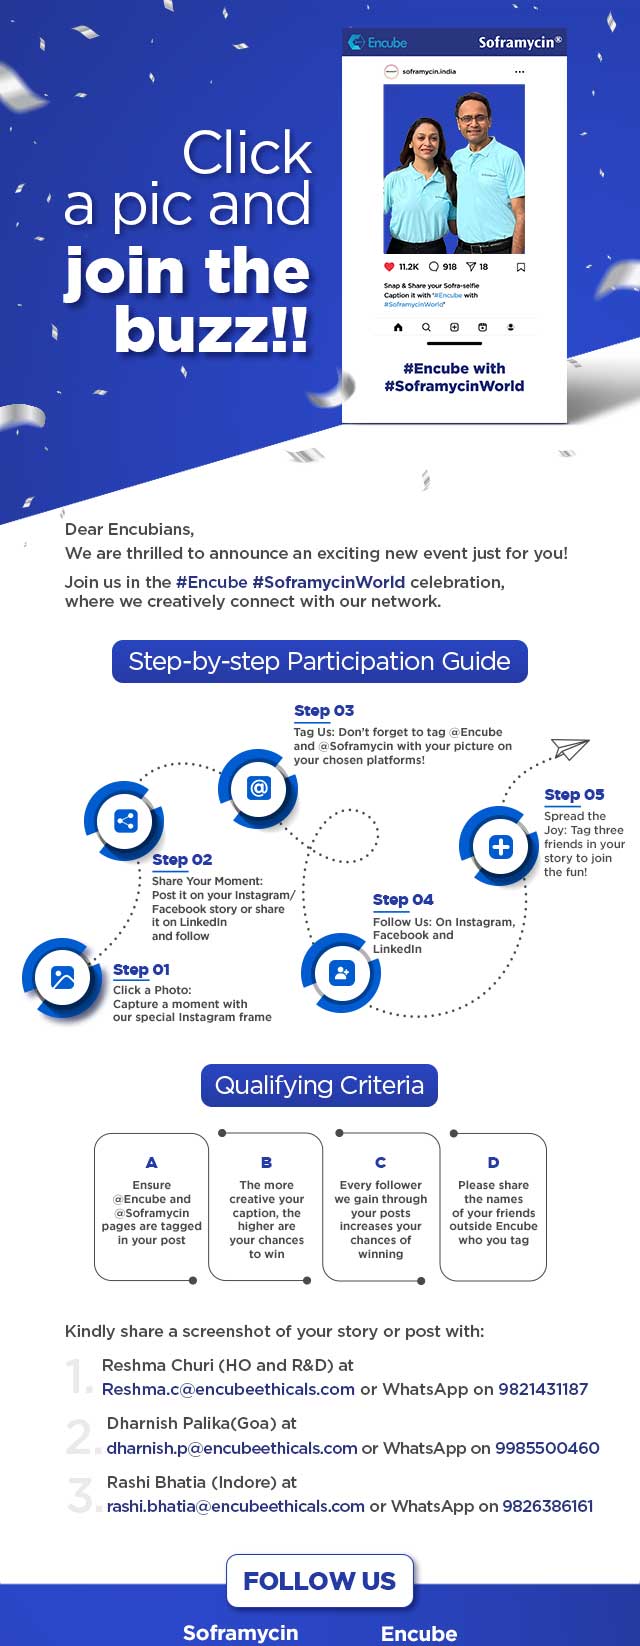 Encube
Soframycin®
soframycin.india
Click
a pic and
join the
buzz!!
11.2K 918 18
Snap & Share your Sofra-selfie
Caption it with "#Encube with
#SoframycinWorld"
#Encube with
#SoframycinWorld
Dear Encubians,
We are thrilled to announce an exciting new event just for you!
Join us in the #Encube #SoframycinWorld celebration,
where we creatively connect with our network.
Step-by-step Participation Guide
Step 01
Click a Photo:
Capture a moment with
our special Instagram frame
Step 02
Share Your Moment:
Post it on your Instagram/
Facebook story or share
it on LinkedIn
and follow
Step 03
Tag Us: Don't forget to tag @Encube
and @Soframycin with your picture on
your chosen platforms!
Step 04
Follow Us: On Instagram,
Facebook and
LinkedIn
Step 05
Spread the
Joy: Tag three
friends in your
story to join
the fun!
Qualifying Criteria
A
Ensure
@Encube and
@Soframycin
pages are tagged
in your post
B
The more
creative your
caption, the
higher are
your chances
to win
C
Every follower
we gain through
your posts
increases your
chances of
winning
D
Please share
the names
of your friends
outside Encube
who you tag
Kindly share a screenshot of your story or post with:
1. Reshma Churi (HO and R&D) at
Reshma.c@encubeethicals.com or WhatsApp on 9821431187
2. Dharnish Palika(Goa) at
dharnish.p@encubeethicals.com or WhatsApp on 9985500460
3. Rashi Bhatia (Indore) at
rashi.bhatia@encubeethicals.com or WhatsApp on 9826386161
FOLLOW US
Soframycin
Encube